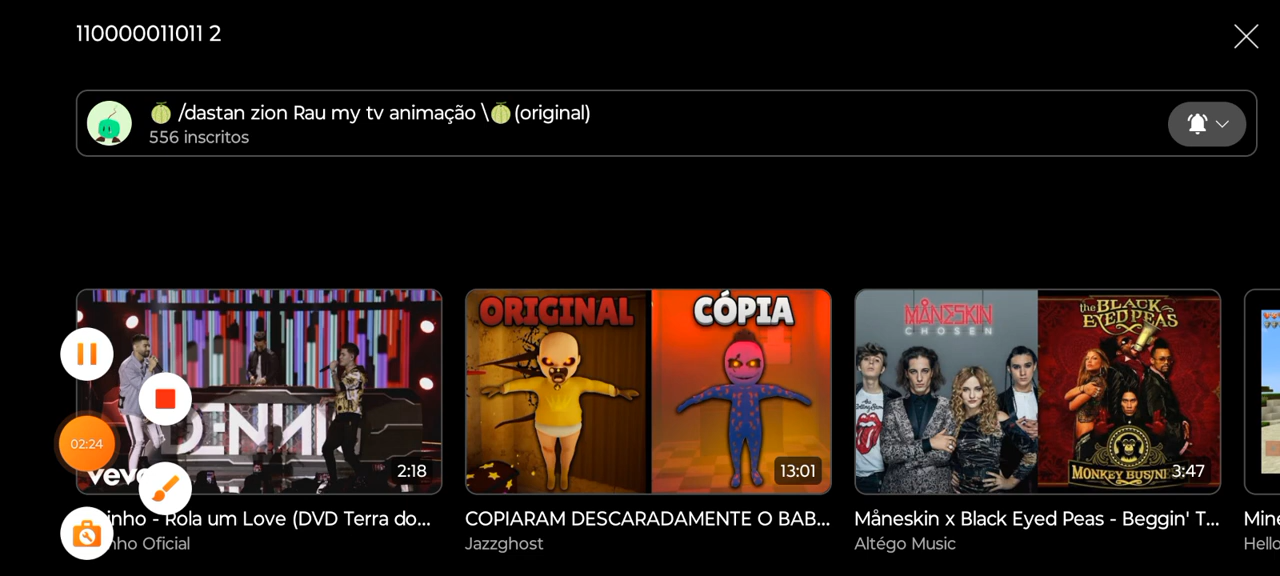 110000011011 2
/dastan zion Rau my tv animação \ (original)
556 inscritos
ORIGINAL
CÓPIA
MÅNESKIN
CHOSEN
the BLACK
EYED PEAS
DENNI
vevo
MONKEY BUSINE
02:24
2:18
13:01
3:47
inho - Rola um Love (DVD Terra do...
COPIARAM DESCARADAMENTE O BAB...
Måneskin x Black Eyed Peas - Beggin' T...
Mine
nho Oficial
Jazzghost
Altégo Music
Hello